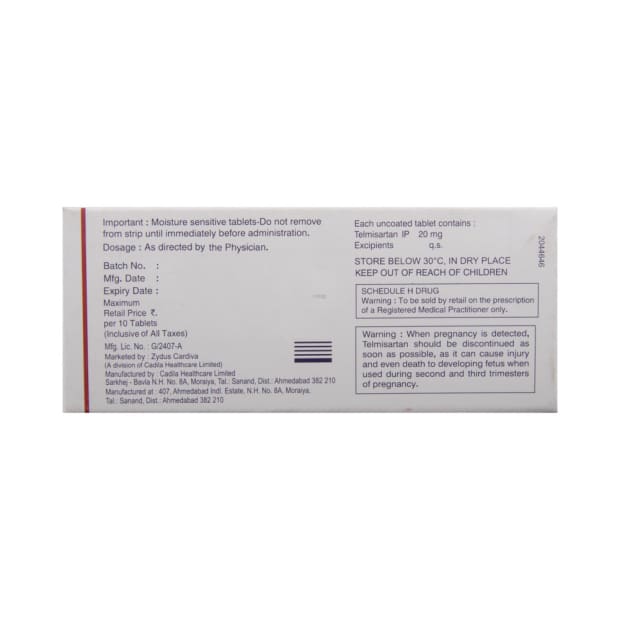 Important : Moisture sensitive tablets-Do not remove
from strip until immediately before administration.
Dosage : As directed by the Physician.
Batch No. :
Mfg. Date :
Expiry Date :
Maximum
Retail Price ₹.
per 10 Tablets
(Inclusive of All Taxes)
Mfg. Lic. No. : G/2407-A
Marketed by : Zydus Cardiva
(A division of Cadila Healthcare Limited)
Manufactured by : Cadila Healthcare Limited
Sarkhej - Bavla N.H. No. 8A, Moraiya, Tal.: Sanand, Dist.: Ahmedabad 382 210
Manufactured at : 407, Ahmedabad Indl. Estate, N.H. No. 8A, Moraiya,
Tal.: Sanand, Dist.: Ahmedabad 382 210
Each uncoated tablet contains :
Telmisartan IP 20 mg
Excipients q.s.
STORE BELOW 30°C, IN DRY PLACE
KEEP OUT OF REACH OF CHILDREN
SCHEDULE H DRUG
Warning : To be sold by retail on the prescription
of a Registered Medical Practitioner only.
Warning : When pregnancy is detected,
Telmisartan should be discontinued as
soon as possible, as it can cause injury
and even death to developing fetus when
used during second and third trimesters
of pregnancy.
2044646